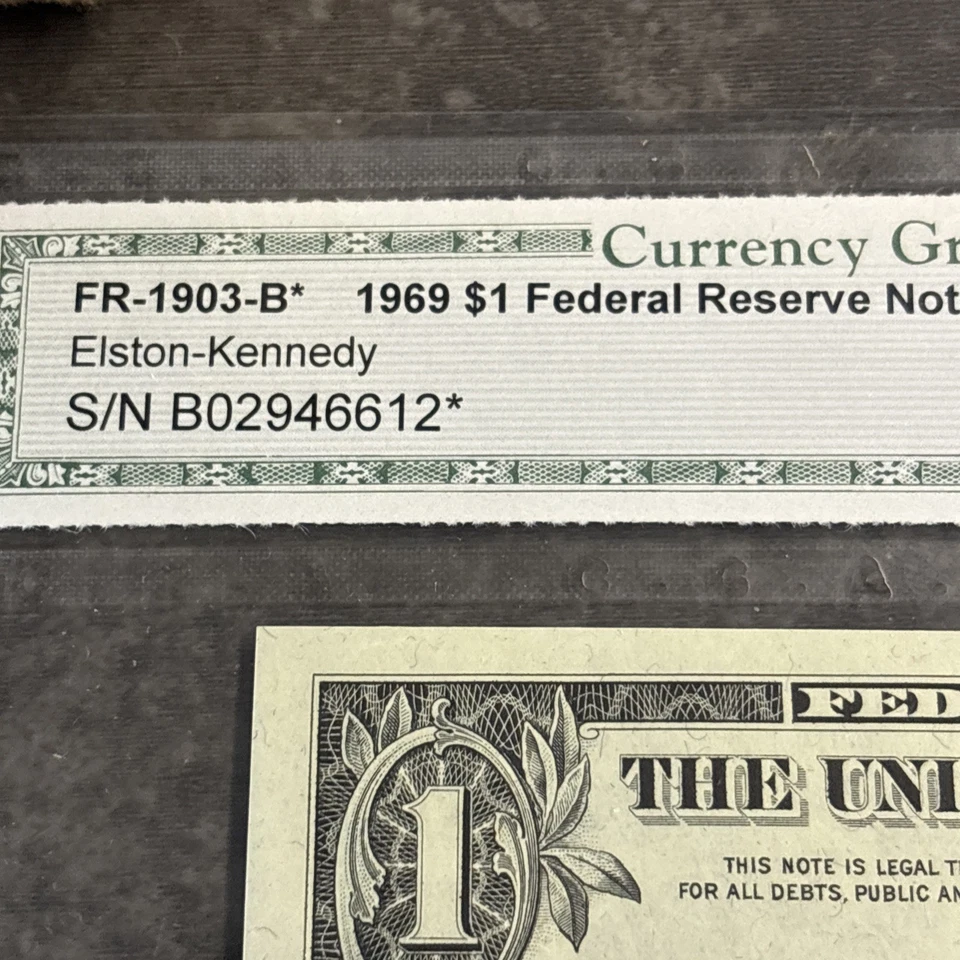 Currency Gr
FR-1903-B* 1969 $1 Federal Reserve Not
Elston-Kennedy
S/N B02946612*
FED
THE UNI
1
THIS NOTE IS LEGAL T
FOR ALL DEBTS, PUBLIC AN